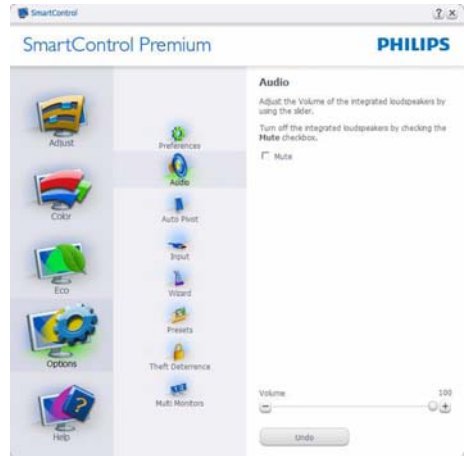 SmartControl
? x
SmartControl Premium
PHILIPS
Adjust
Color
Eco
Options
Help
Preferences
Audio
Auto Pivot
Input
Wizard
Presets
Theft Deterrence
Multi Monitors
Audio
Adjust the Volume of the integrated loudspeakers by
using the slider.
Turn off the integrated loudspeakers by checking the
Mute checkbox.
Mute
Volume 100
Undo